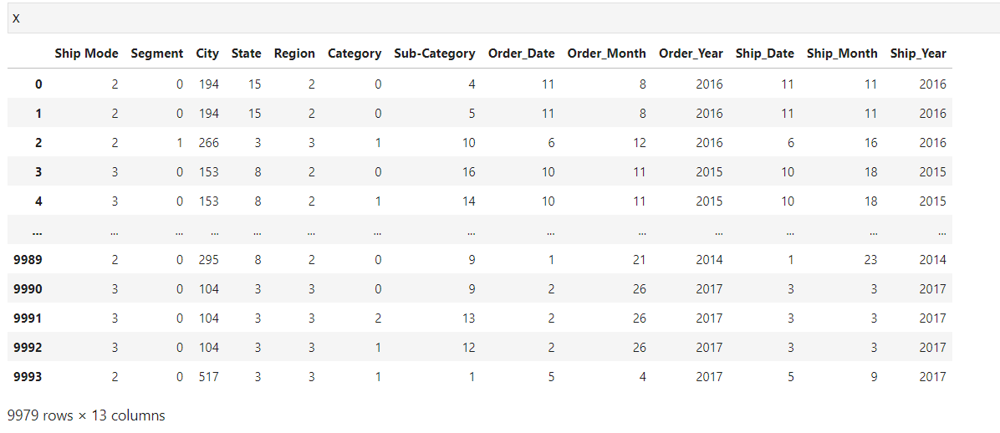 x
Ship Mode Segment City State Region Category Sub-Category Order_Date Order_Month Order_Year Ship_Date Ship_Month Ship_Year
0 2 0 194 15 2 0 4 11 8 2016 11 11 2016
1 2 0 194 15 2 0 5 11 8 2016 11 11 2016
2 2 1 266 3 3 1 10 6 12 2016 6 16 2016
3 3 0 153 8 2 0 16 10 11 2015 10 18 2015
4 3 0 153 8 2 1 14 10 11 2015 10 18 2015
... ... ... ... ... ... ... ... ... ... ... ... ... ...
9989 2 0 295 8 2 0 9 1 21 2014 1 23 2014
9990 3 0 104 3 3 0 9 2 26 2017 3 3 2017
9991 3 0 104 3 3 2 13 2 26 2017 3 3 2017
9992 3 0 104 3 3 1 12 2 26 2017 3 3 2017
9993 2 0 517 3 3 1 1 5 4 2017 5 9 2017
9979 rows × 13 columns